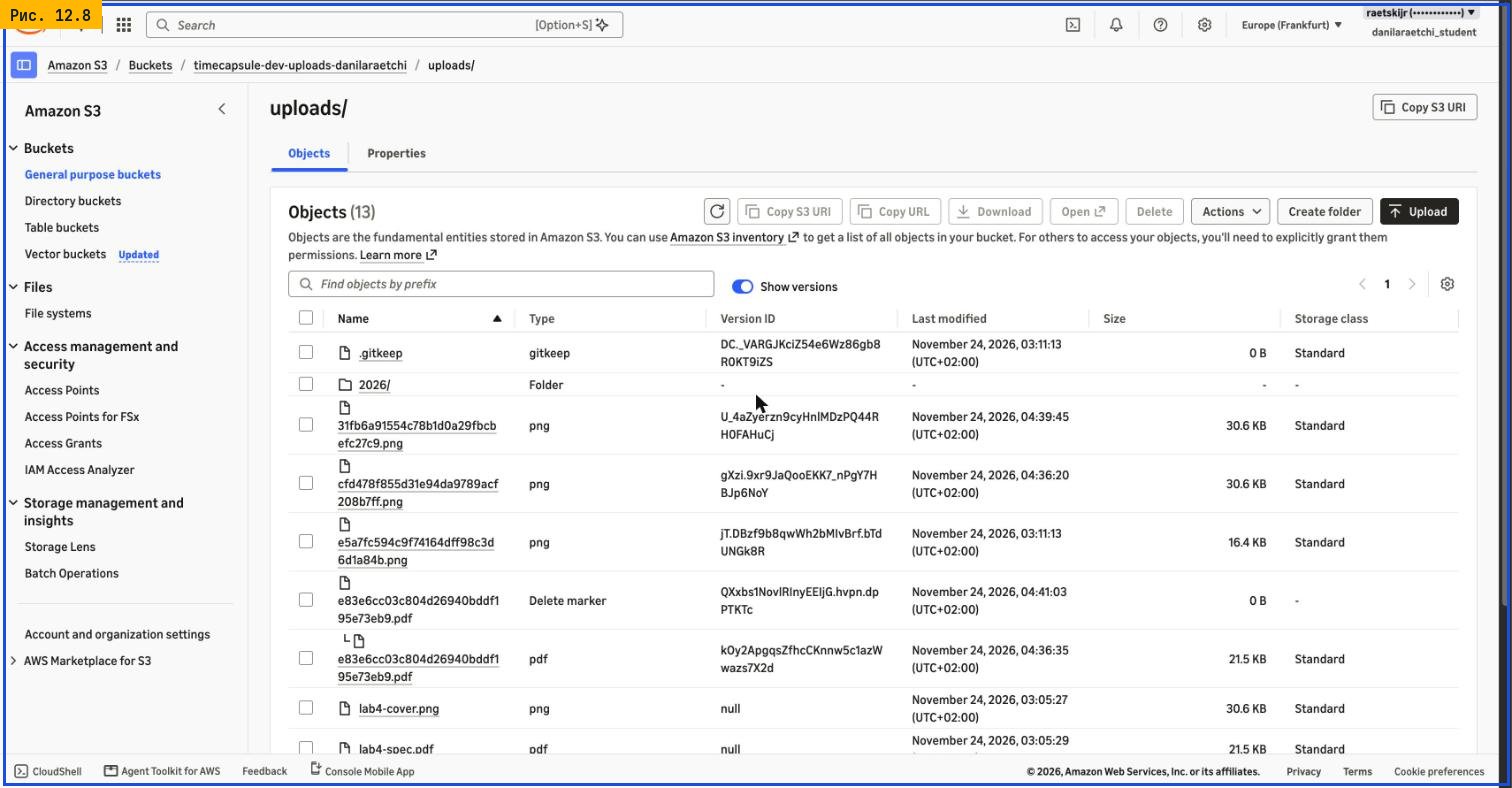 Рис. 12.8
Search
[Option+S]
Europe (Frankfurt)
raetskijr (••••••••••••)
danilaraetchi_student
Amazon S3 / Buckets / timecapsule-dev-uploads-danilaraetchi / uploads/
Amazon S3
Buckets
General purpose buckets
Directory buckets
Table buckets
Vector buckets Updated
Files
File systems
Access management and
security
Access Points
Access Points for FSx
Access Grants
IAM Access Analyzer
Storage management and
insights
Storage Lens
Batch Operations
Account and organization settings
AWS Marketplace for S3
uploads/
Copy S3 URI
Objects
Properties
Objects (13)
Copy S3 URI
Copy URL
Download
Open
Delete
Actions
Create folder
Upload
Objects are the fundamental entities stored in Amazon S3. You can use Amazon S3 inventory to get a list of all objects in your bucket. For others to access your objects, you'll need to explicitly grant them
permissions. Learn more
Find objects by prefix
Show versions
1
Name Type Version ID Last modified Size Storage class
.gitkeep gitkeep DC._VARGJKciZ54e6Wz86gb8 November 24, 2026, 03:11:13 0 B Standard
R0KT9iZS (UTC+02:00)
2026/ Folder - - - -
31fb6a91554c78b1d0a29fbcb png U_4aZyerzn9cyHnlMDzPQ44R November 24, 2026, 04:39:45 30.6 KB Standard
efc27c9.png H0FAHuCj (UTC+02:00)
cfd478f855d31e94da9789acf png gXzi.9xr9JaQooEKK7_nPgY7H November 24, 2026, 04:36:20 30.6 KB Standard
208b7ff.png BJp6NoY (UTC+02:00)
e5a7fc594c9f74164dff98c3d png jT.DBzf9b8qwWh2bMIvBrf.bTd November 24, 2026, 03:11:13 16.4 KB Standard
6d1a84b.png UNGk8R (UTC+02:00)
e83e6cc03c804d26940bddf1 Delete marker QXxbs1NovlRInyEEIjG.hvpn.dp November 24, 2026, 04:41:03 0 B -
95e73eb9.pdf PTKTc (UTC+02:00)
e83e6cc03c804d26940bddf1 pdf kOy2ApgqsZfhcCKnnw5c1azW November 24, 2026, 04:36:35 21.5 KB Standard
95e73eb9.pdf wazs7X2d (UTC+02:00)
lab4-cover.png png null November 24, 2026, 03:05:27 30.6 KB Standard
(UTC+02:00)
lab4-spec.pdf pdf null November 24, 2026, 03:05:29 21.5 KB Standard
CloudShell
Agent Toolkit for AWS
Feedback
Console Mobile App
© 2026, Amazon Web Services, Inc. or its affiliates.
Privacy
Terms
Cookie preferences